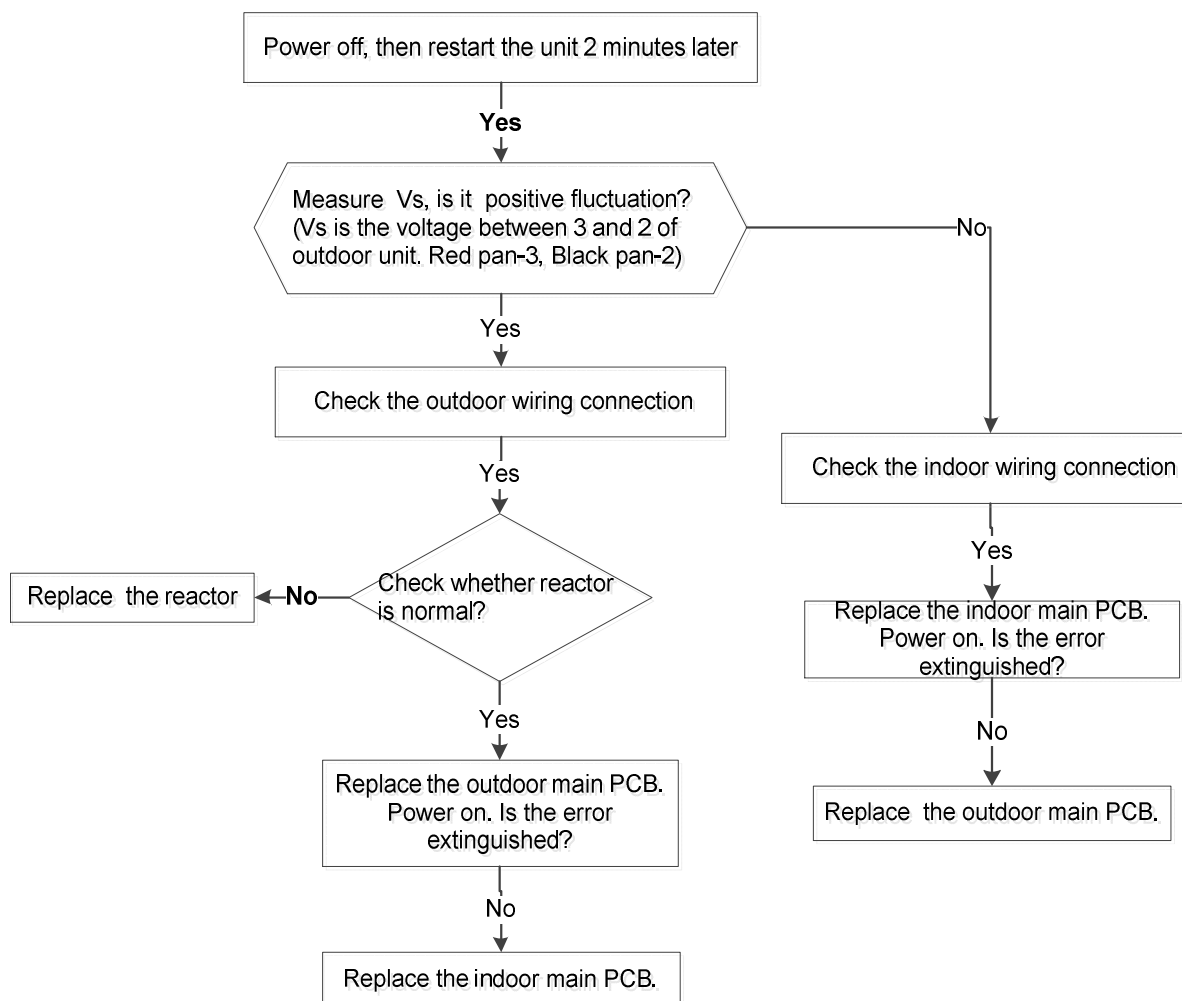 Power off, then restart the unit 2 minutes later
Yes
Measure Vs, is it positive fluctuation?
(Vs is the voltage between 3 and 2 of
outdoor unit. Red pan-3, Black pan-2)
No
Yes
Check the outdoor wiring connection
Yes
Check the indoor wiring connection
Yes
Check whether reactor
is normal?
No
Replace the reactor
Replace the indoor main PCB.
Power on. Is the error
extinguished?
Yes
No
Replace the outdoor main PCB.
Power on. Is the error
extinguished?
Replace the outdoor main PCB.
No
Replace the indoor main PCB.